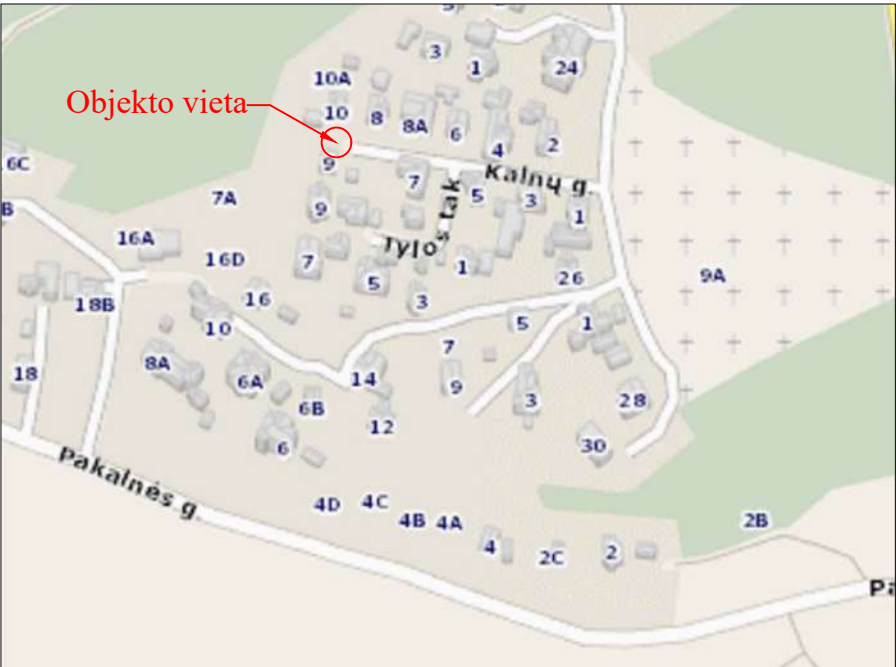 3
1
24
10A
Objekto vieta
10
8
8A
6
4
2
6C
9
7
Kalnų g.
7A
9
5
3
1
B
16A
Tylos tak.
16D
7
1
26
9A
5
18B
16
3
10
5
1
7
8A
6A
14
9
18
6B
3
28
12
6
30
Pakalnės g.
4D
4C
4B
4A
2B
4
2C
2
Pa